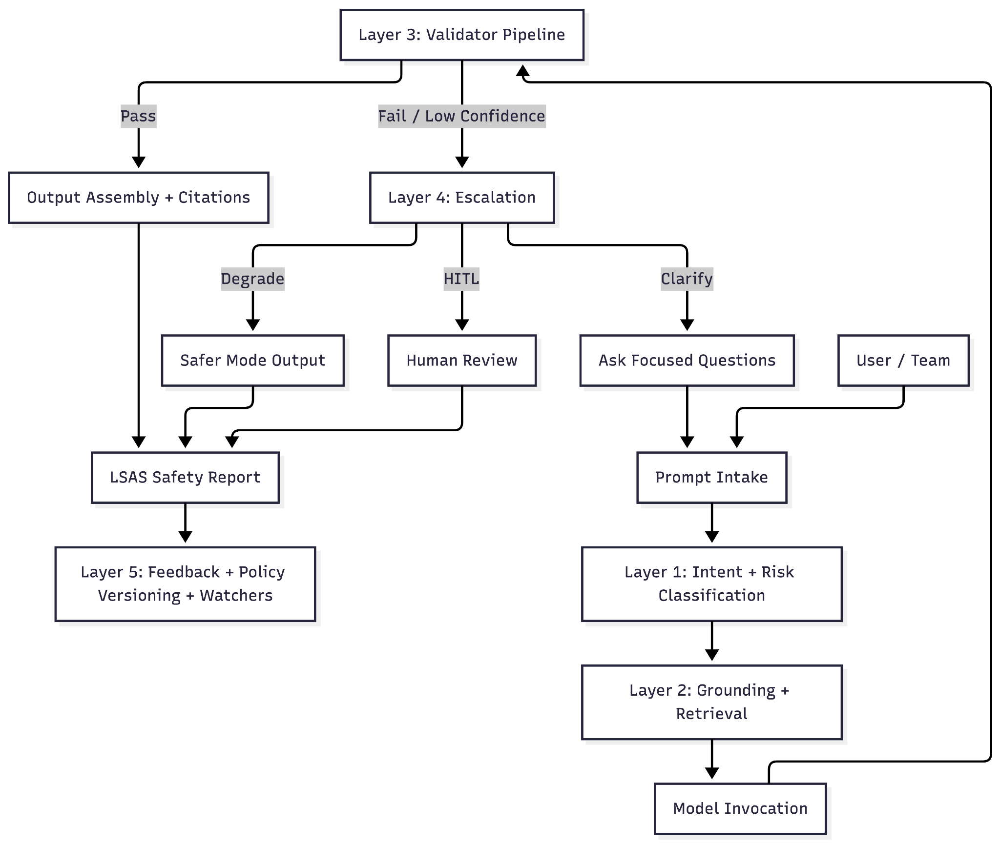 Layer 3: Validator Pipeline
Pass
Fail / Low Confidence
Output Assembly + Citations
Layer 4: Escalation
Degrade
HITL
Clarify
Safer Mode Output
Human Review
Ask Focused Questions
User / Team
LSAS Safety Report
Prompt Intake
Layer 5: Feedback + Policy
Versioning + Watchers
Layer 1: Intent + Risk
Classification
Layer 2: Grounding +
Retrieval
Model Invocation